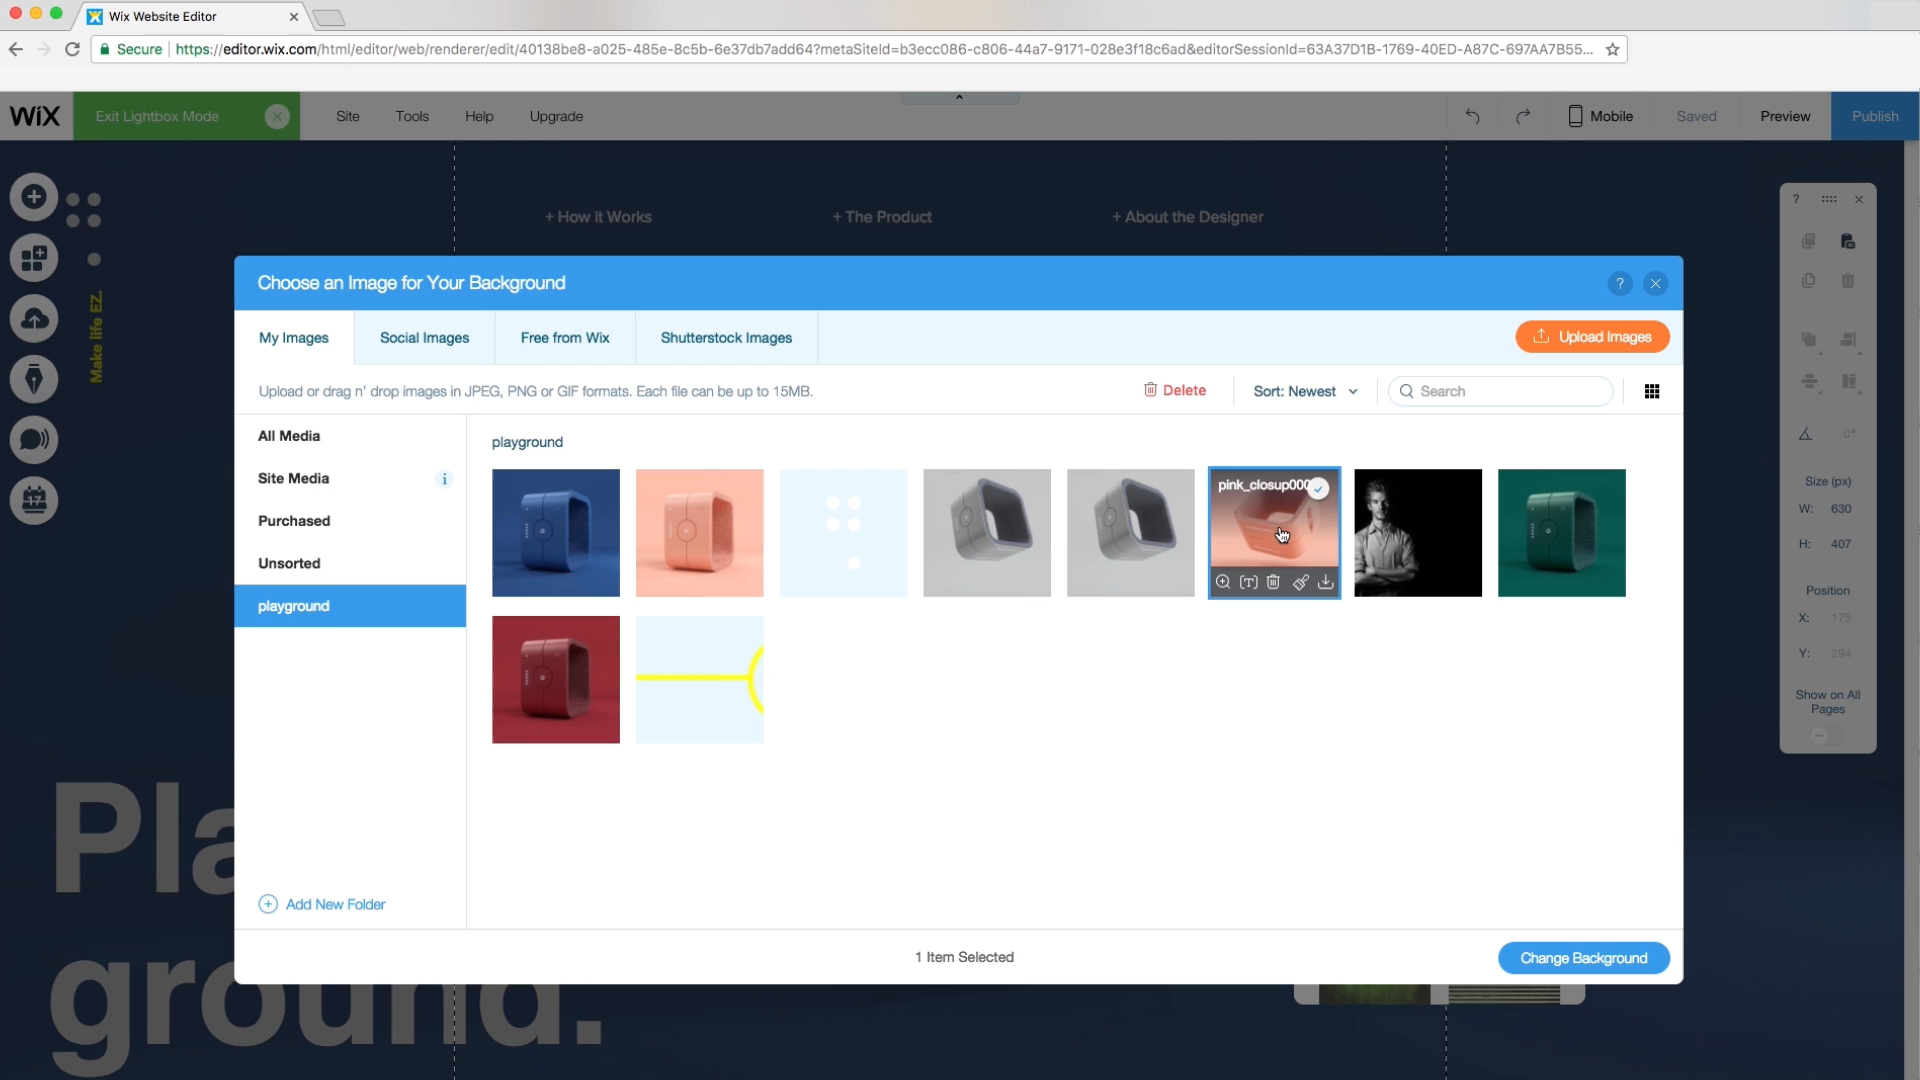 Wix Website Editor
Secure
https://editor.wix.com/html/editor/web/renderer/edit/40138be8-a025-485e-8c5b-6e37db7add64?metaSiteId=b3ecc086-c806-44a7-9171-028e3f18c6ad&editorSessionId=63A37D1B-1769-40ED-A87C-697AA7B55...
WiX
Exit Lightbox Mode
Site
Tools
Help
Upgrade
Mobile
Saved
Preview
Publish
+ How it Works
+ The Product
+ About the Designer
Make life EZ.
17
Choose an Image for Your Background
?
My Images
Social Images
Free from Wix
Shutterstock Images
Upload Images
Upload or drag n' drop images in JPEG, PNG or GIF formats. Each file can be up to 15MB.
Delete
Sort: Newest
Search
All Media
Site Media
i
Purchased
Unsorted
playground
Add New Folder
playground
pink_closup000
[T]
1 Item Selected
Change Background
?
0°
Size (px)
W: 630
H: 407
Position
X: 175
Y: 294
Show on All
Pages
Pla
ground.